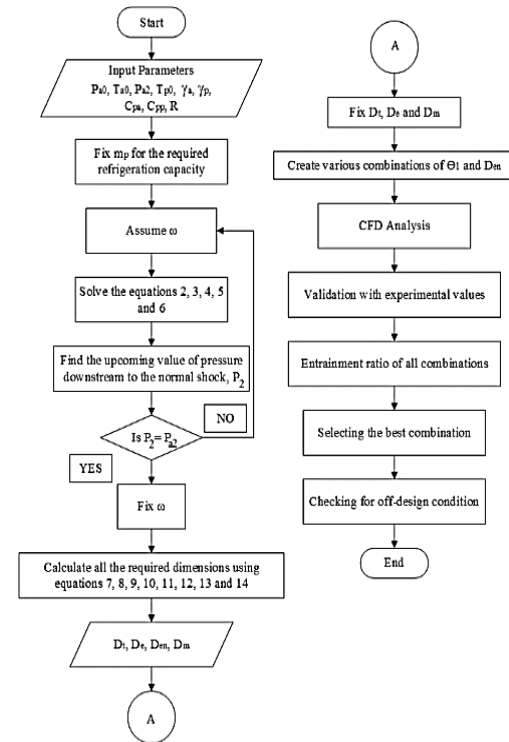 Start
Input Parameters
Pa0, Ta0, Pa2, Tp0, γa, γp,
Cpa, Cpp, R
Fix mp for the required
refrigeration capacity
Assume ω
Solve the equations 2, 3, 4, 5
and 6
Find the upcoming value of pressure
downstream to the normal shock, P2
NO
Is P2= Pa2
YES
Fix ω
Calculate all the required dimensions using
equations 7, 8, 9, 10, 11, 12, 13 and 14
Dt, De, Den, Dm
A
A
Fix Dt, De and Dm
Create various combinations of Θ1 and Den
CFD Analysis
Validation with experimental values
Entrainment ratio of all combinations
Selecting the best combination
Checking for off-design condition
End